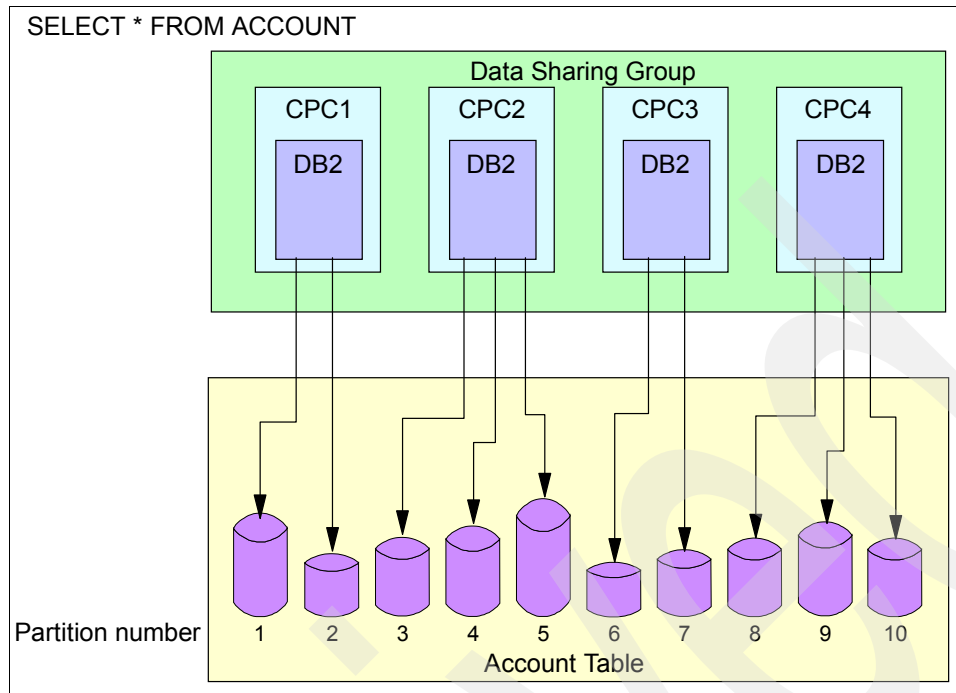 SELECT * FROM ACCOUNT
Data Sharing Group
CPC1 CPC2 CPC3 CPC4
DB2 DB2 DB2 DB2
Partition number 1 2 3 4 5 6 7 8 9 10
Account Table